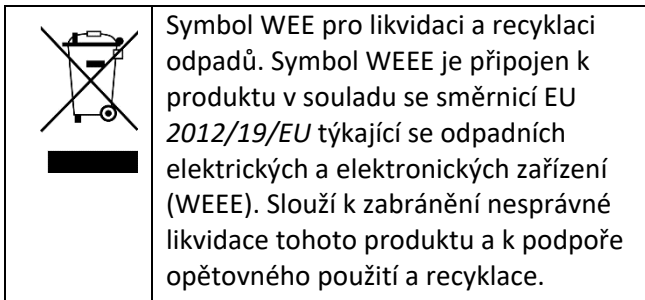 Symbol WEE pro likvidaci a recyklaci
odpadů. Symbol WEEE je připojen k
produktu v souladu se směrnicí EU
2012/19/EU týkající se odpadních
elektrických a elektronických zařízení
(WEEE). Slouží k zabránění nesprávné
likvidace tohoto produktu a k podpoře
opětovného použití a recyklace.